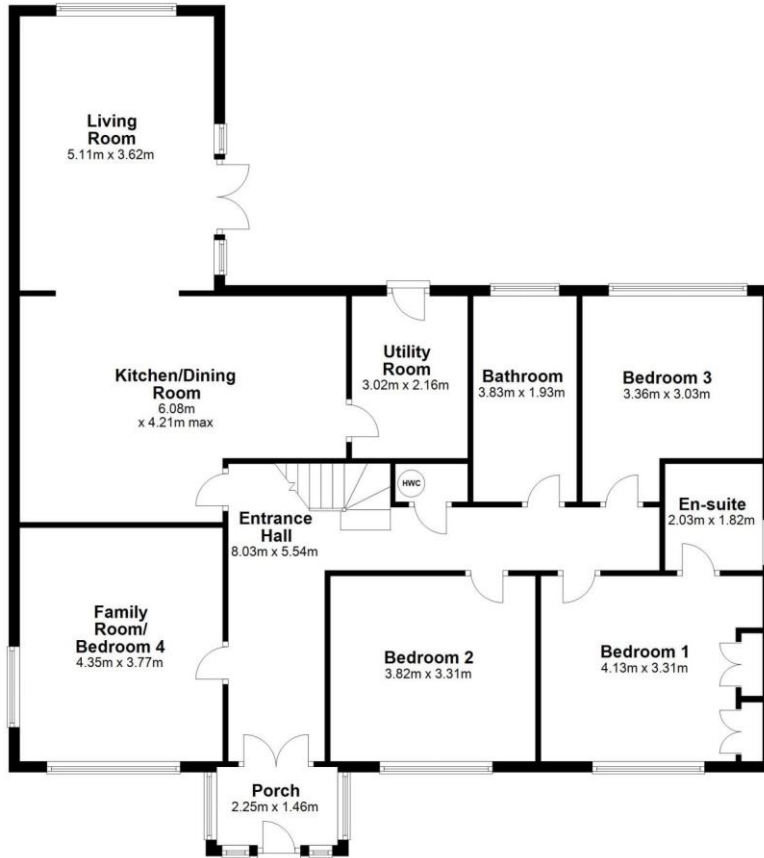 Living
Room
5.11m x 3.62m
Kitchen/Dining
Room
6.08m
x 4.21m max
Utility
Room
3.02m x 2.16m
Bathroom
3.83m x 1.93m
Bedroom 3
3.36m x 3.03m
HWC
En-suite
2.03m x 1.82m
Entrance
Hall
8.03m x 5.54m
Family
Room/
Bedroom 4
4.35m x 3.77m
Bedroom 2
3.82m x 3.31m
Bedroom 1
4.13m x 3.31m
Porch
2.25m x 1.46m